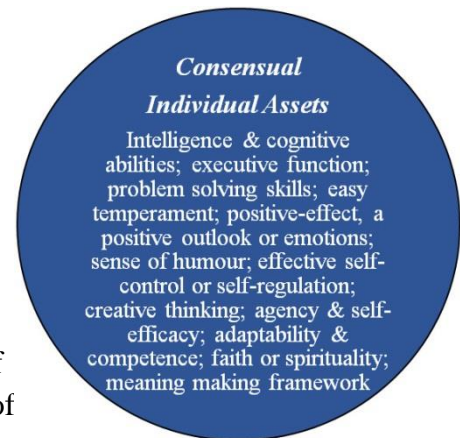 Consensual
Individual Assets
Intelligence & cognitive
abilities; executive function;
problem solving skills; easy
temperament; positive-effect, a
positive outlook or emotions;
sense of humour; effective self-
control or self-regulation;
creative thinking; agency & self-
efficacy; adaptability &
competence; faith or spirituality;
meaning making framework
of